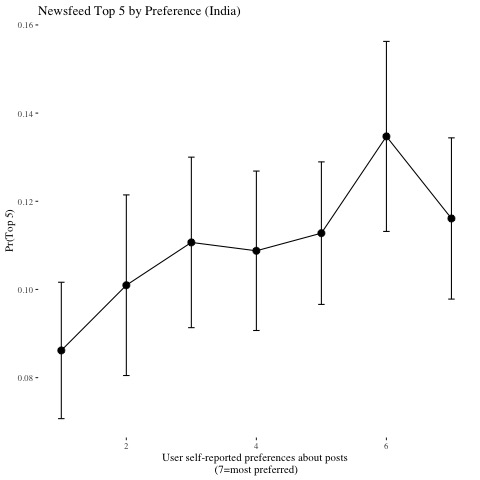 Newsfeed Top 5 by Preference (India)
0.16
0.14
0.12
0.10
0.08
Pr(Top 5)
2
4
6
User self-reported preferences about posts
(7=most preferred)